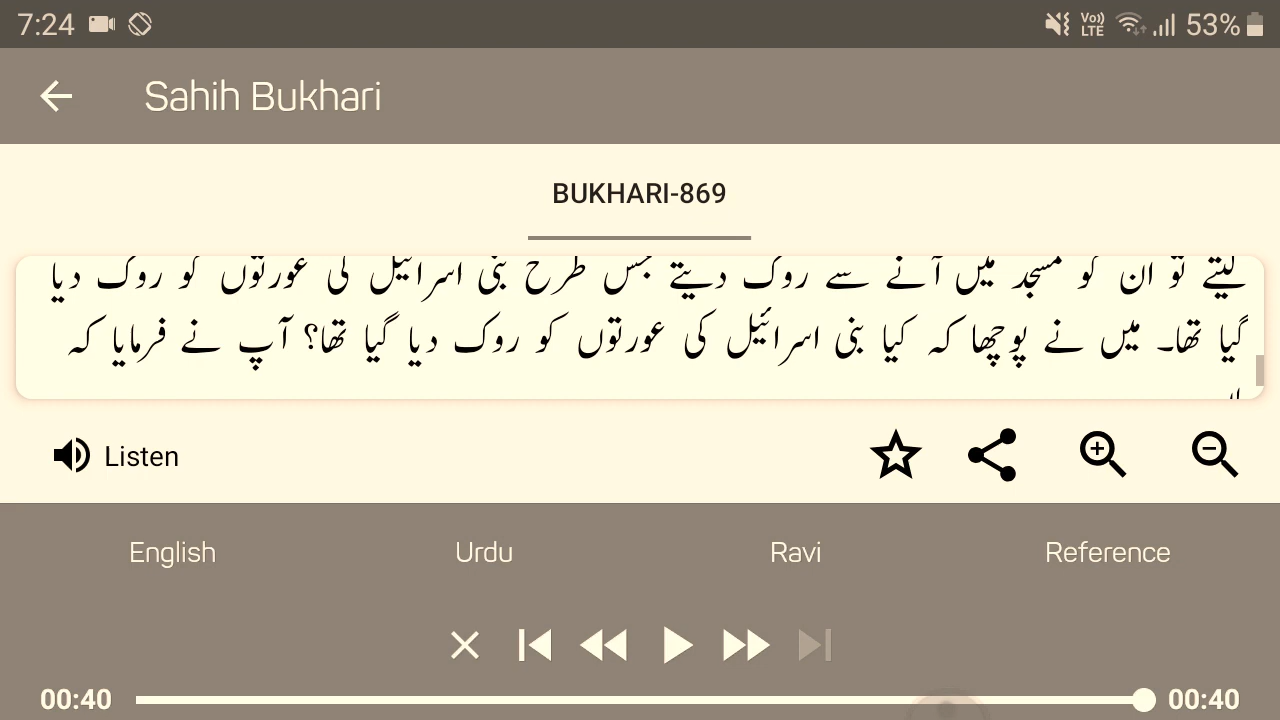 7:24
Vo)) LTE
53%
Sahih Bukhari
BUKHARI-869
لیتے تو ان کو مسجد میں آنے سے روک دیتے جس طرح بنی اسرائیل کی عورتوں کو روک دیا
گیا تھا۔ میں نے پوچھا کہ کیا بنی اسرائیل کی عورتوں کو روک دیا گیا تھا؟ آپ نے فرمایا کہ
Listen
English Urdu Ravi Reference
00:40 00:40